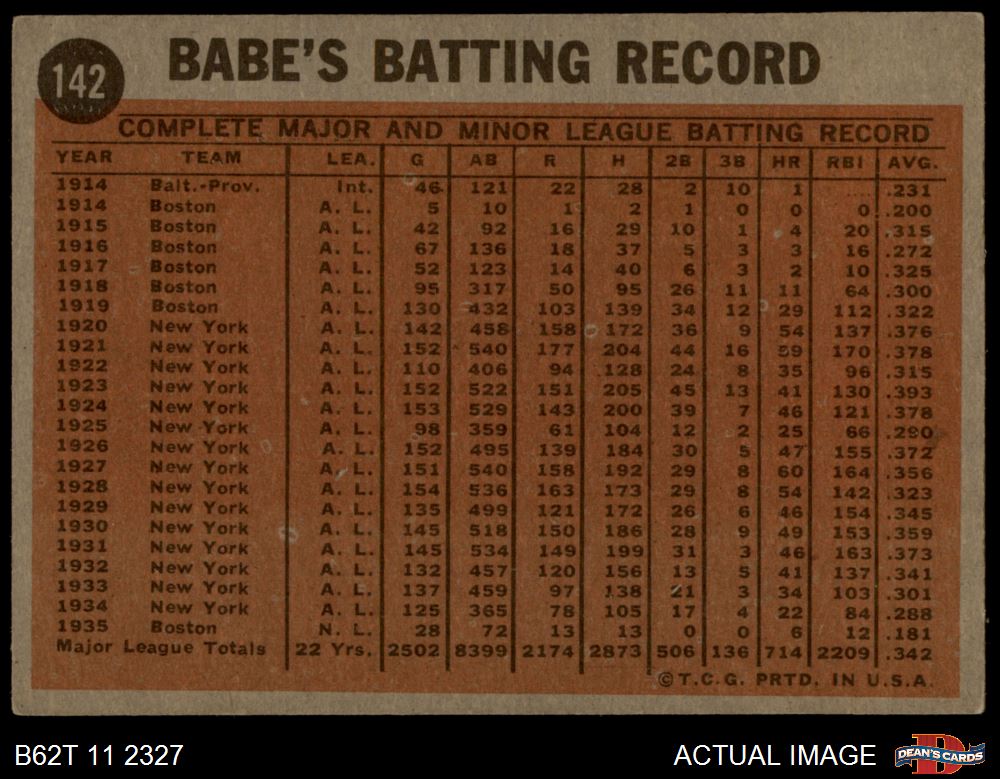 142 BABE'S BATTING RECORD
COMPLETE MAJOR AND MINOR LEAGUE BATTING RECORD
YEAR TEAM LEA. G AB R H 2B 3B HR RBI AVG.
1914 Balt.-Prov. Int. 46 121 22 28 2 10 1 .... .231
1914 Boston A. L. 5 10 1 2 1 0 0 0 .200
1915 Boston A. L. 42 92 16 29 10 1 4 20 .315
1916 Boston A. L. 67 136 18 37 5 3 3 16 .272
1917 Boston A. L. 52 123 14 40 6 3 2 10 .325
1918 Boston A. L. 95 317 50 95 26 11 11 64 .300
1919 Boston A. L. 130 432 103 139 34 12 29 112 .322
1920 New York A. L. 142 458 158 172 36 9 54 137 .376
1921 New York A. L. 152 540 177 204 44 16 59 170 .378
1922 New York A. L. 110 406 94 128 24 8 35 96 .315
1923 New York A. L. 152 522 151 205 45 13 41 130 .393
1924 New York A. L. 153 529 143 200 39 7 46 121 .378
1925 New York A. L. 98 359 61 104 12 2 25 66 .290
1926 New York A. L. 152 495 139 184 30 5 47 155 .372
1927 New York A. L. 151 540 158 192 29 8 60 164 .356
1928 New York A. L. 154 536 163 173 29 8 54 142 .323
1929 New York A. L. 135 499 121 172 26 6 46 154 .345
1930 New York A. L. 145 518 150 186 28 9 49 153 .359
1931 New York A. L. 145 534 149 199 31 3 46 163 .373
1932 New York A. L. 132 457 120 156 13 5 41 137 .341
1933 New York A. L. 137 459 97 138 21 3 34 103 .301
1934 New York A. L. 125 365 78 105 17 4 22 84 .288
1935 Boston N. L. 28 72 13 13 0 0 6 12 .181
Major League Totals 22 Yrs. 2502 8399 2174 2873 506 136 714 2209 .342
©T.C.G. PRTD. IN U.S.A.
B62T 11 2327 ACTUAL IMAGE DEAN'S CARDS